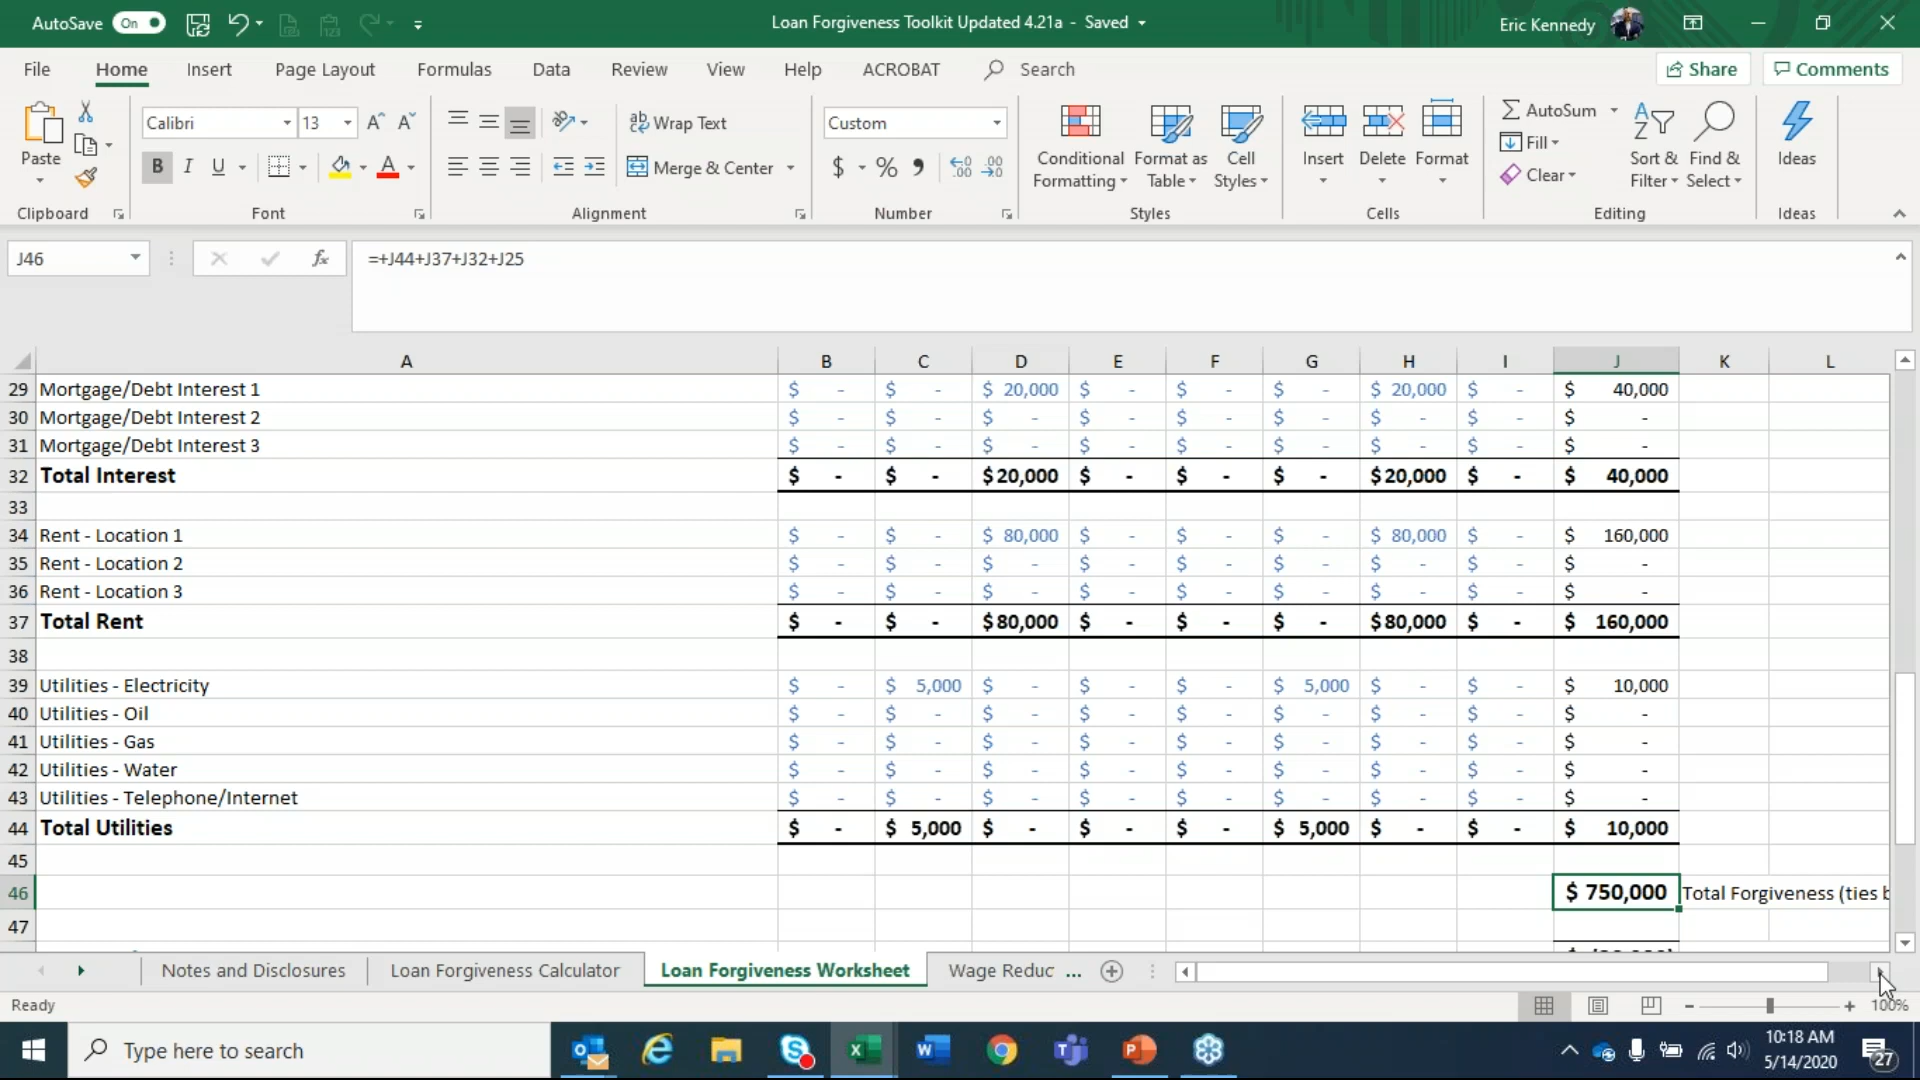 AutoSave On Loan Forgiveness Toolkit Updated 4.21a - Saved Eric Kennedy
File Home Insert Page Layout Formulas Data Review View Help ACROBAT Search Share Comments
Paste
Calibri 13 A A
B I U A
ab Wrap Text
Merge & Center
Custom
$ % , .00 .00
Conditional Formatting
Format as Table
Cell Styles
Insert Delete Format
AutoSum
Fill
Clear
Sort & Filter
Find & Select
Ideas
Clipboard Font Alignment Number Styles Cells Editing Ideas
J46 fx =+J44+J37+J32+J25
A B C D E F G H I J K L
29 Mortgage/Debt Interest 1 $ - $ - $ 20,000 $ - $ - $ - $ 20,000 $ - $ 40,000
30 Mortgage/Debt Interest 2 $ - $ - $ - $ - $ - $ - $ - $ - $ -
31 Mortgage/Debt Interest 3 $ - $ - $ - $ - $ - $ - $ - $ - $ -
32 Total Interest $ - $ - $20,000 $ - $ - $ - $20,000 $ - $ 40,000
33
34 Rent - Location 1 $ - $ - $ 80,000 $ - $ - $ - $ 80,000 $ - $ 160,000
35 Rent - Location 2 $ - $ - $ - $ - $ - $ - $ - $ - $ -
36 Rent - Location 3 $ - $ - $ - $ - $ - $ - $ - $ - $ -
37 Total Rent $ - $ - $80,000 $ - $ - $ - $80,000 $ - $ 160,000
38
39 Utilities - Electricity $ - $ 5,000 $ - $ - $ - $ 5,000 $ - $ - $ 10,000
40 Utilities - Oil $ - $ - $ - $ - $ - $ - $ - $ - $ -
41 Utilities - Gas $ - $ - $ - $ - $ - $ - $ - $ - $ -
42 Utilities - Water $ - $ - $ - $ - $ - $ - $ - $ - $ -
43 Utilities - Telephone/Internet $ - $ - $ - $ - $ - $ - $ - $ - $ -
44 Total Utilities $ - $ 5,000 $ - $ - $ - $ 5,000 $ - $ - $ 10,000
45
46 $ 750,000 Total Forgiveness (ties b
47
Notes and Disclosures Loan Forgiveness Calculator Loan Forgiveness Worksheet Wage Reduc ...
Ready 100%
Type here to search
10:18 AM
5/14/2020
27